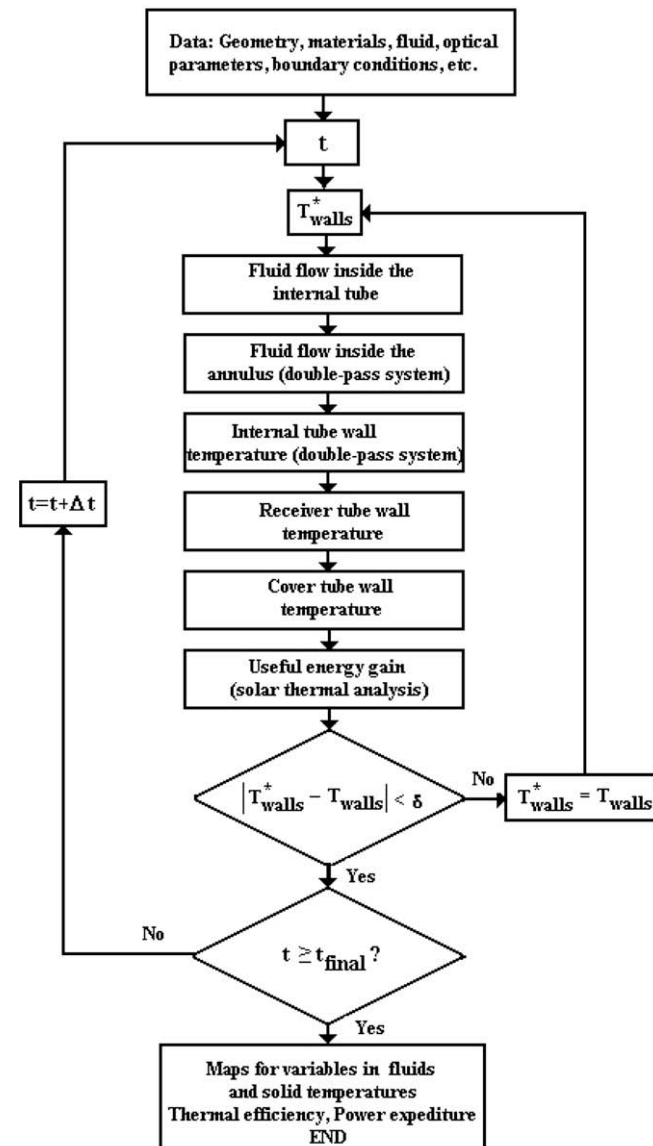 Data: Geometry, materials, fluid, optical
parameters, boundary conditions, etc.
t
T*walls
Fluid flow inside the
internal tube
Fluid flow inside the
annulus (double-pass system)
Internal tube wall
temperature (double-pass system)
t=t+Δt
Receiver tube wall
temperature
Cover tube wall
temperature
Useful energy gain
(solar thermal analysis)
|T*walls – Twalls| < δ
No
T*walls = Twalls
Yes
No
t ≥ tfinal?
Yes
Maps for variables in fluids
and solid temperatures
Thermal efficiency, Power expediture
END